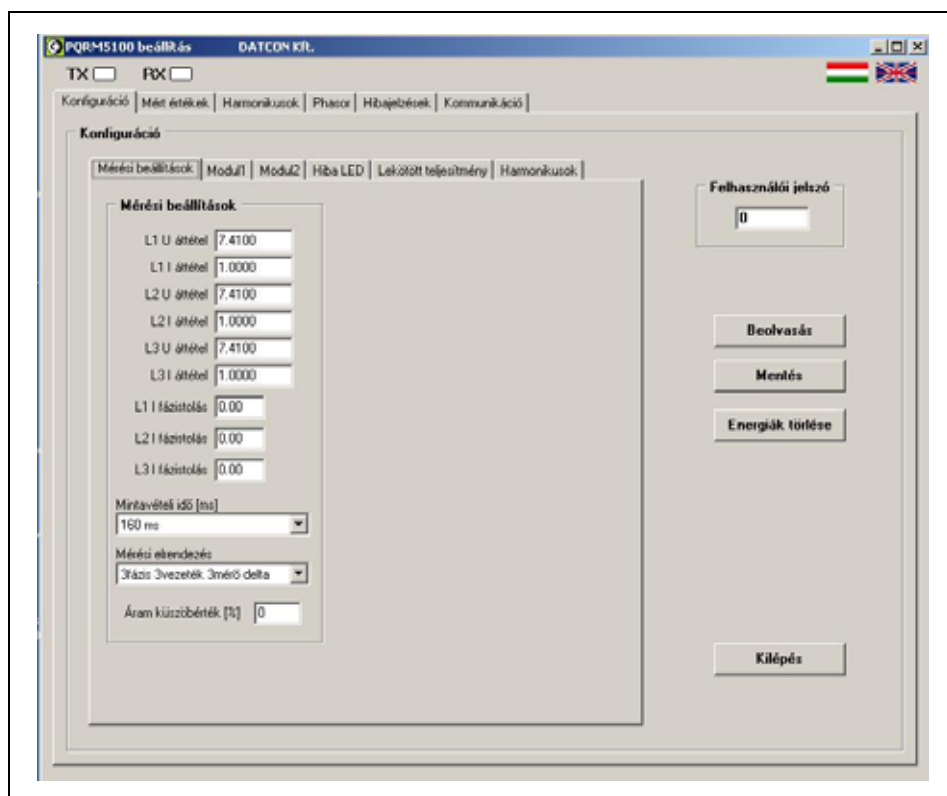 PQRM5100 beállítás DATCON Kft.
TX RX
Konfiguráció Mért értékek Harmonikusok Phasor Hibajelzések Kommunikáció
Konfiguráció
Mérési beállítások Modul1 Modul2 Hiba LED Lekötött teljesítmény Harmonikusok
Mérési beállítások
L1 U áttétel 7.4100
L1 I áttétel 1.0000
L2 U áttétel 7.4100
L2 I áttétel 1.0000
L3 U áttétel 7.4100
L3 I áttétel 1.0000
L1 I fázistolás 0.00
L2 I fázistolás 0.00
L3 I fázistolás 0.00
Mintavételi idő [ms]
160 ms
Mérési elrendezés
3fázis 3vezeték 3mérő delta
Áram küszöbérték [%] 0
Felhasználói jelszó
0
Beolvasás
Mentés
Energiák törlése
Kilépés